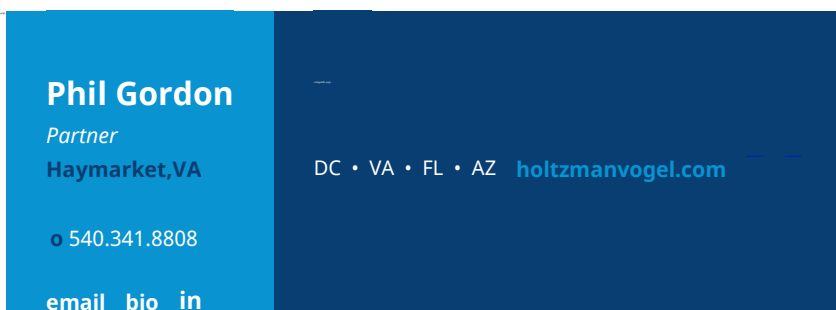 Phil Gordon
Partner
Haymarket,VA
DC • VA • FL • AZ holtzmanvogel.com
o 540.341.8808
email bio in